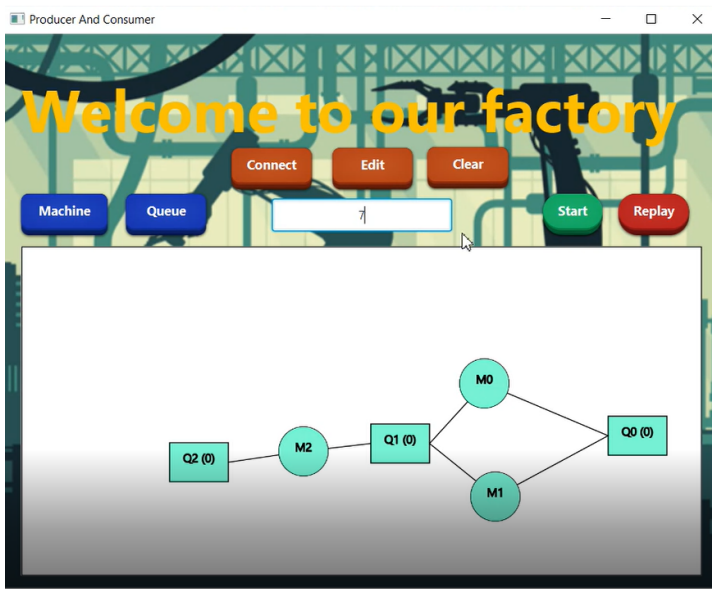 Producer And Consumer
Welcome to our factory
Connect Edit Clear
Machine Queue 7 Start Replay
M0
Q0 (0)
Q1 (0)
M2
Q2 (0)
M1